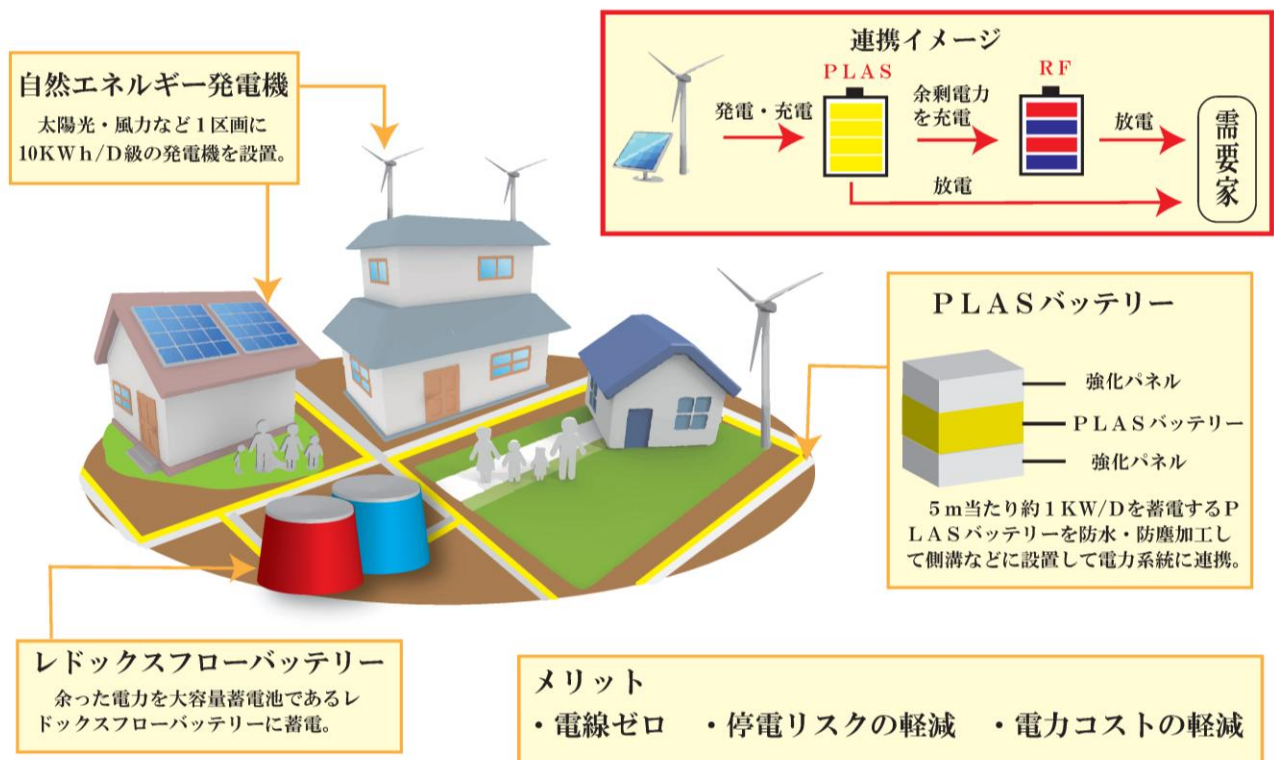 自然エネルギー発電機
太陽光・風力など１区画に
10KWｈ/D級の発電機を設置。
連携イメージ
ＰＬＡＳ
ＲＦ
発電・充電
余剰電力
を充電
放電
放電
需要家
ＰＬＡＳバッテリー
強化パネル
ＰＬＡＳバッテリー
強化パネル
５ｍ当たり約１KW/Dを蓄電するＰ
ＬＡＳバッテリーを防水・防塵加工し
て側溝などに設置して電力系統に連携。
レドックスフローバッテリー
余った電力を大容量蓄電池であるレ
ドックスフローバッテリーに蓄電。
メリット
・電線ゼロ ・停電リスクの軽減 ・電力コストの軽減